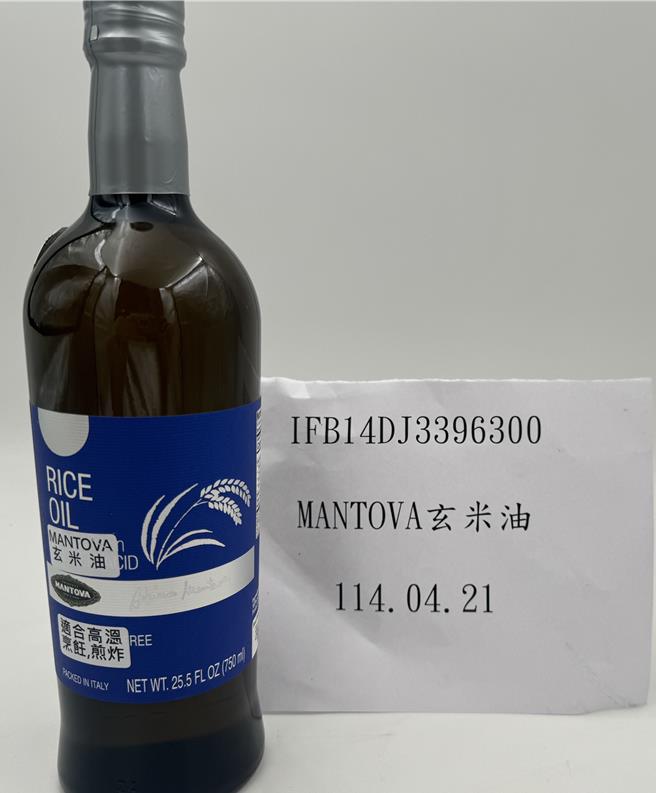 RICE
OIL
MANTOVA
玄米油
CID
MANTOVA
適合高溫
烹飪,煎炸
REE
PACKED IN ITALY
NET WT. 25.5 FL OZ (750 ml)
IFB14DJ3396300
MANTOVA玄米油
114.04.21